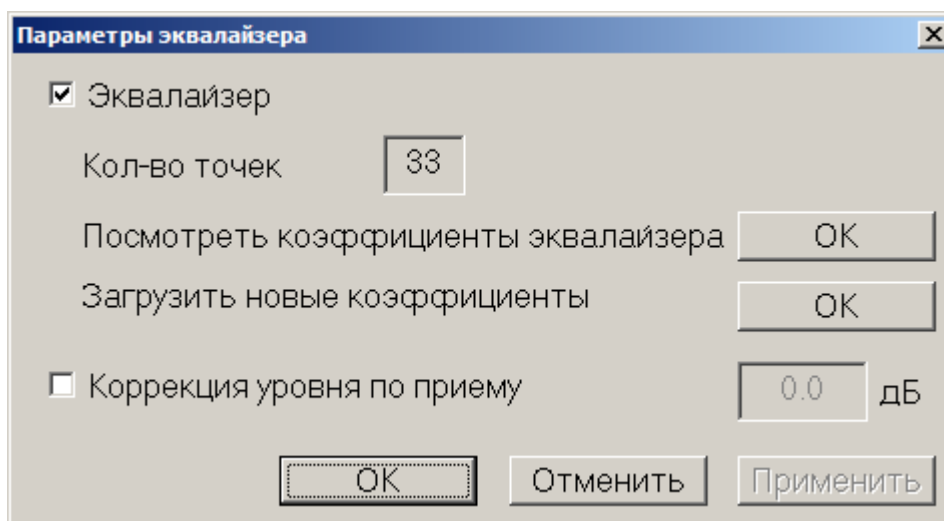 Параметры эквалайзера
Эквалайзер
Кол-во точек 33
Посмотреть коэффициенты эквалайзера OK
Загрузить новые коэффициенты OK
Коррекция уровня по приему 0.0 дБ
OK Отменить Применить